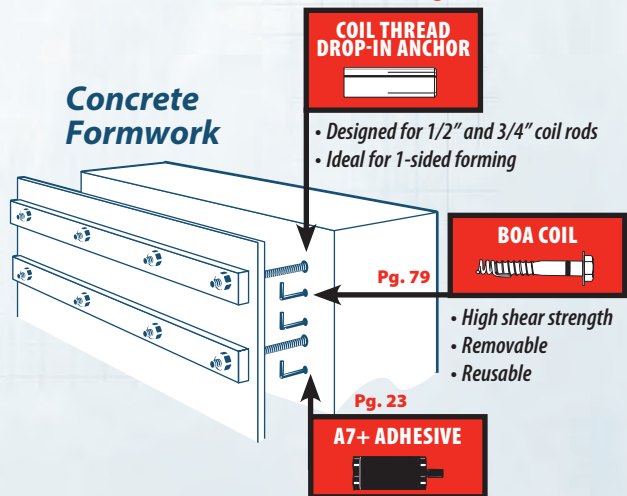 COIL THREAD
DROP-IN ANCHOR
Concrete
Formwork
• Designed for 1/2” and 3/4” coil rods
• Ideal for 1-sided forming
BOA COIL
Pg. 79
• High shear strength
• Removable
• Reusable
Pg. 23
A7+ ADHESIVE